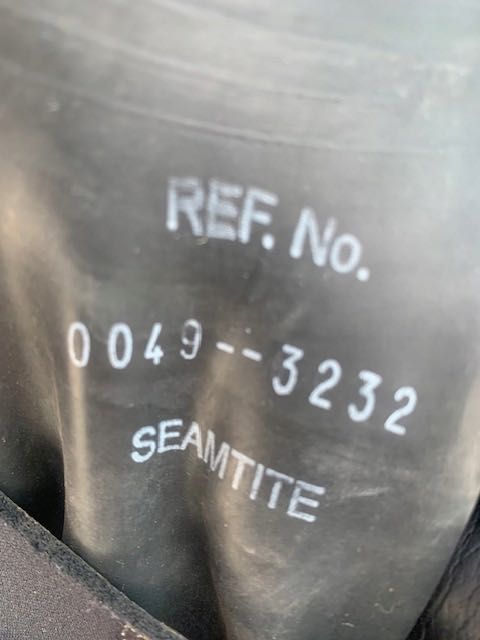 REF. No.
0049--3232
SEAMTITE